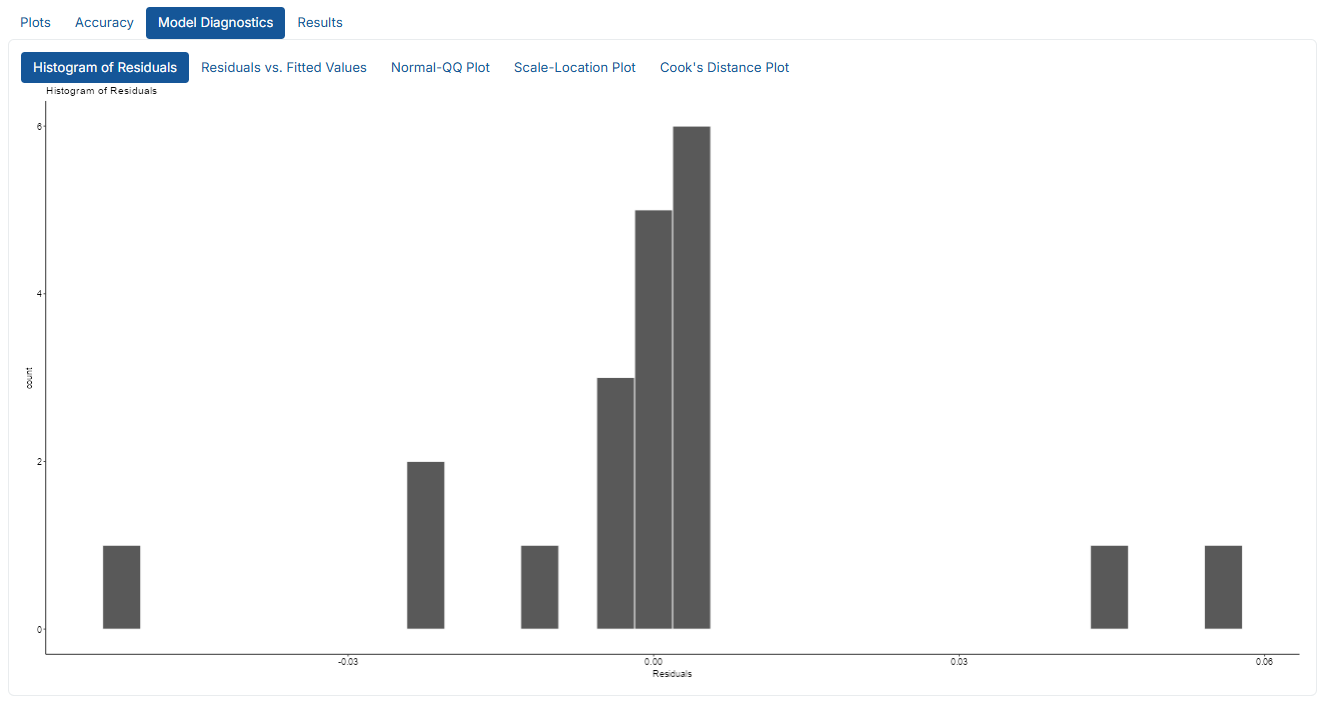 Plots Accuracy Model Diagnostics Results
Histogram of Residuals Residuals vs. Fitted Values Normal-QQ Plot Scale-Location Plot Cook's Distance Plot
Histogram of Residuals
6
4
count
2
0
-0.03 0.00 0.03 0.06
Residuals